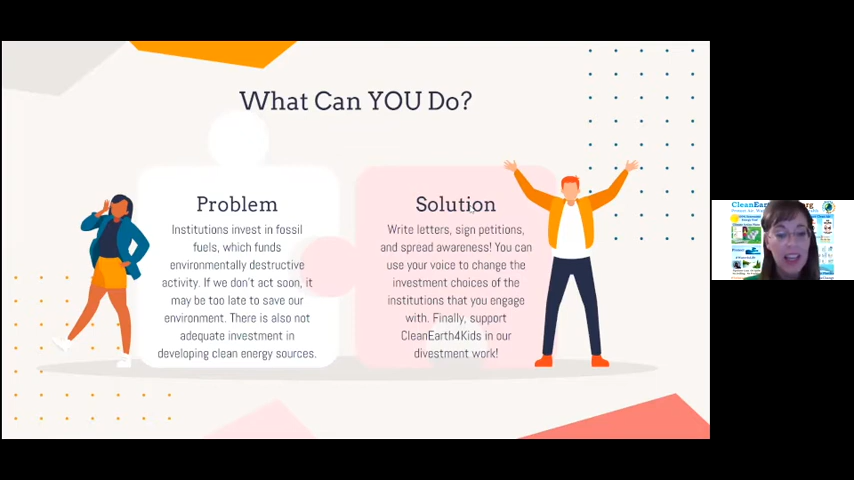 What Can YOU Do?
Problem
Institutions invest in fossil
fuels, which funds
environmentally destructive
activity. If we don't act soon, it
may be too late to save our
environment. There is also not
adequate investment in
developing clean energy sources.
Solution
Write letters, sign petitions,
and spread awareness! You can
use your voice to change the
investment choices of the
institutions that you engage
with. Finally, support
CleanEarth4Kids in our
divestment work!
CleanEar